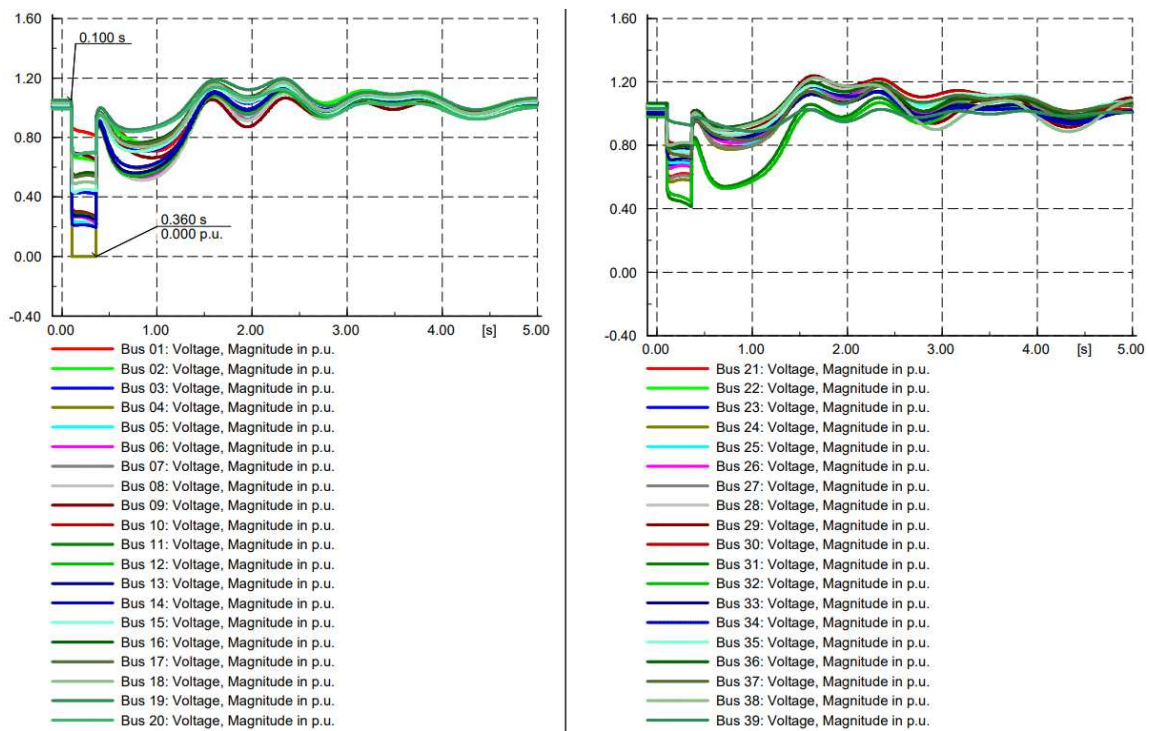 1.60
1.20
0.80
0.40
0.00
-0.40
0.100 s
0.360 s
0.000 p.u.
0.00 1.00 2.00 3.00 4.00 [s] 5.00
Bus 01: Voltage, Magnitude in p.u.
Bus 02: Voltage, Magnitude in p.u.
Bus 03: Voltage, Magnitude in p.u.
Bus 04: Voltage, Magnitude in p.u.
Bus 05: Voltage, Magnitude in p.u.
Bus 06: Voltage, Magnitude in p.u.
Bus 07: Voltage, Magnitude in p.u.
Bus 08: Voltage, Magnitude in p.u.
Bus 09: Voltage, Magnitude in p.u.
Bus 10: Voltage, Magnitude in p.u.
Bus 11: Voltage, Magnitude in p.u.
Bus 12: Voltage, Magnitude in p.u.
Bus 13: Voltage, Magnitude in p.u.
Bus 14: Voltage, Magnitude in p.u.
Bus 15: Voltage, Magnitude in p.u.
Bus 16: Voltage, Magnitude in p.u.
Bus 17: Voltage, Magnitude in p.u.
Bus 18: Voltage, Magnitude in p.u.
Bus 19: Voltage, Magnitude in p.u.
Bus 20: Voltage, Magnitude in p.u.
1.60
1.20
0.80
0.40
0.00
-0.40
0.00 1.00 2.00 3.00 4.00 [s] 5.00
Bus 21: Voltage, Magnitude in p.u.
Bus 22: Voltage, Magnitude in p.u.
Bus 23: Voltage, Magnitude in p.u.
Bus 24: Voltage, Magnitude in p.u.
Bus 25: Voltage, Magnitude in p.u.
Bus 26: Voltage, Magnitude in p.u.
Bus 27: Voltage, Magnitude in p.u.
Bus 28: Voltage, Magnitude in p.u.
Bus 29: Voltage, Magnitude in p.u.
Bus 30: Voltage, Magnitude in p.u.
Bus 31: Voltage, Magnitude in p.u.
Bus 32: Voltage, Magnitude in p.u.
Bus 33: Voltage, Magnitude in p.u.
Bus 34: Voltage, Magnitude in p.u.
Bus 35: Voltage, Magnitude in p.u.
Bus 36: Voltage, Magnitude in p.u.
Bus 37: Voltage, Magnitude in p.u.
Bus 38: Voltage, Magnitude in p.u.
Bus 39: Voltage, Magnitude in p.u.